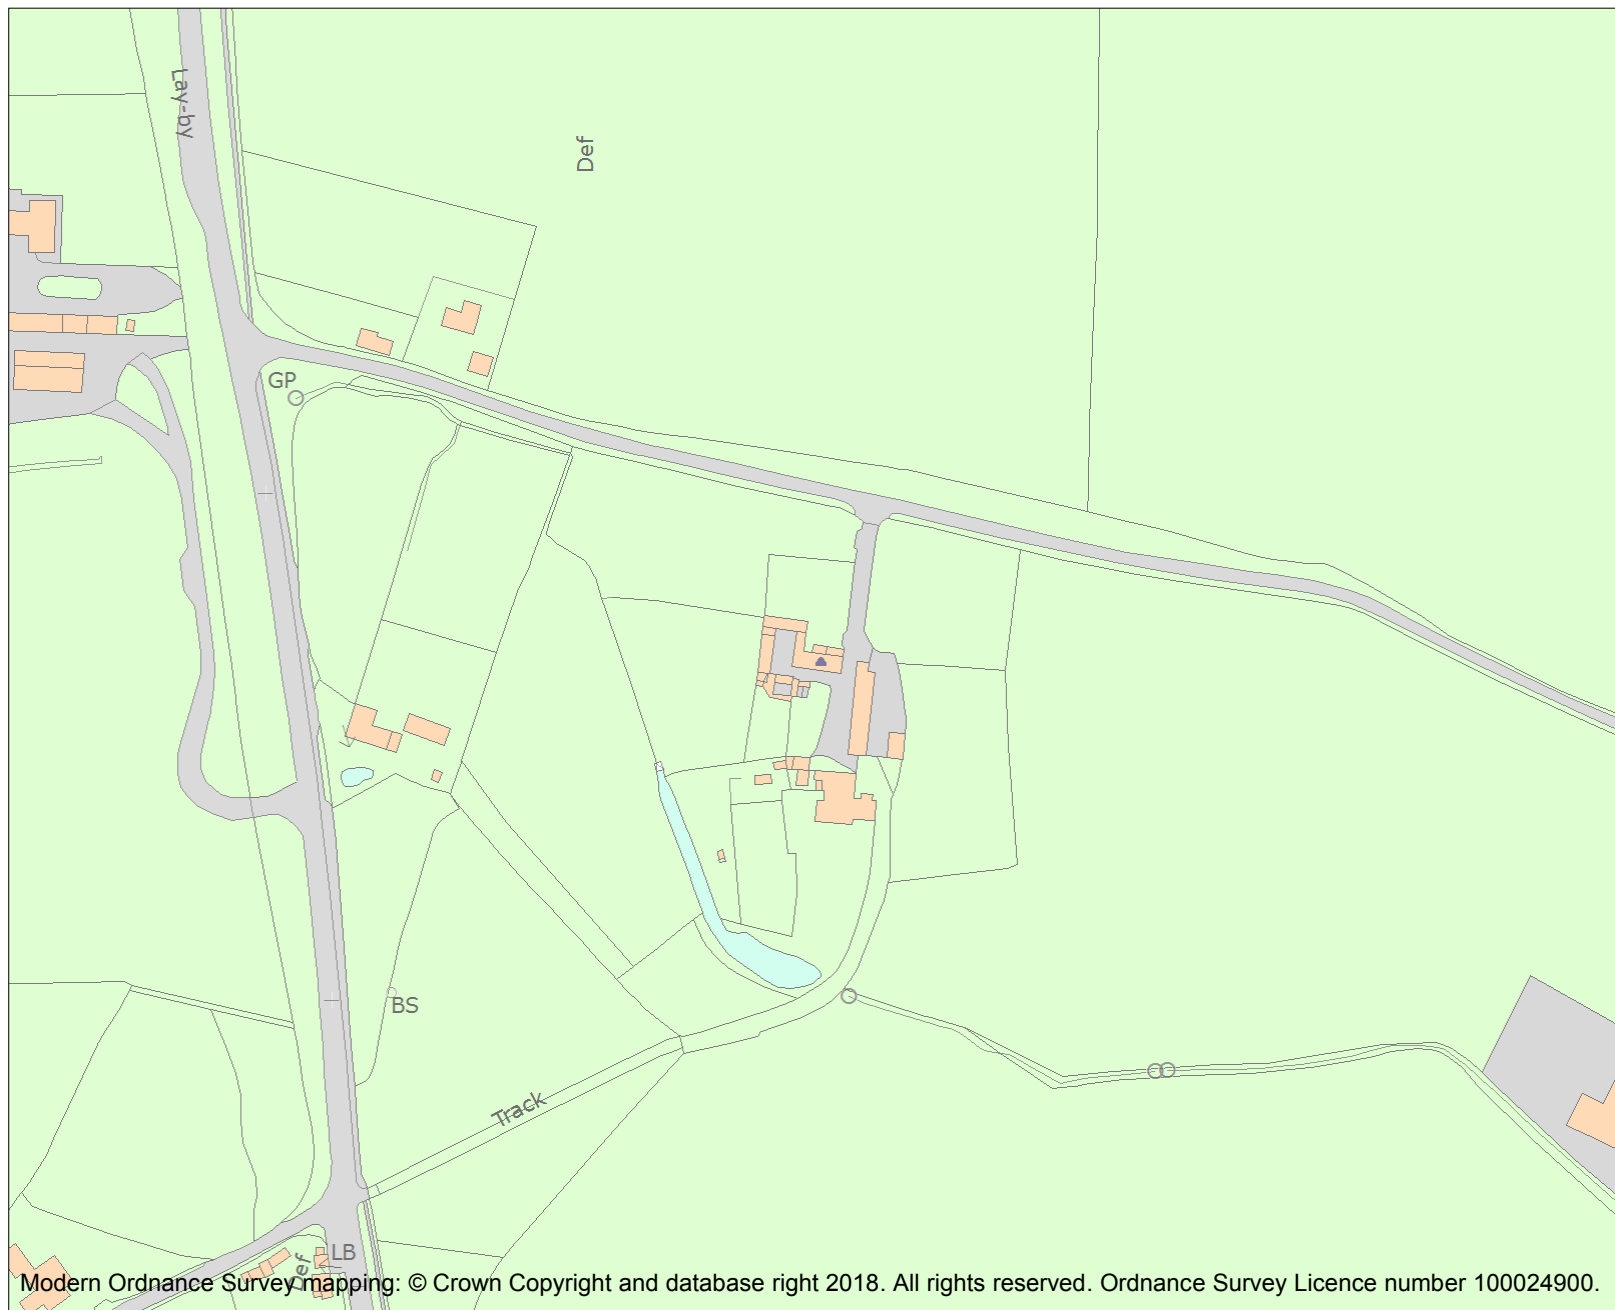 Lay-by
Def
GP
BS
Track
LB
Def
Modern Ordnance Survey mapping: © Crown Copyright and database right 2018. All rights reserved. Ordnance Survey Licence number 100024900.